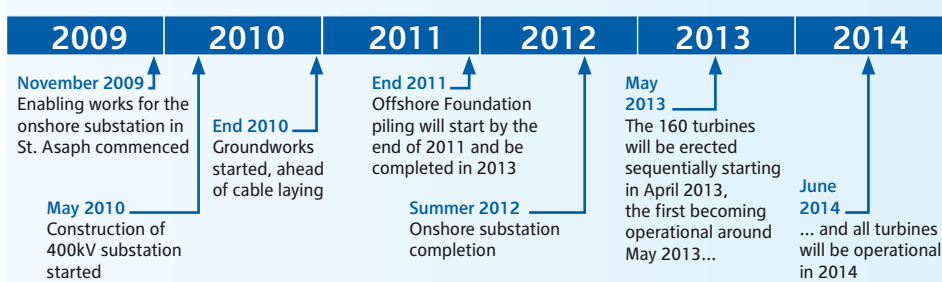 2009 2010 2011 2012 2013 2014
November 2009
Enabling works for the
onshore substation in
St. Asaph commenced
May 2010
Construction of
400kV substation
started
End 2010
Groundworks
started, ahead
of cable laying
End 2011
Offshore Foundation
piling will start by the
end of 2011 and be
completed in 2013
Summer 2012
Onshore substation
completion
May
2013
The 160 turbines
will be erected
sequentially starting
in April 2013,
the first becoming
operational around
May 2013...
June
2014
... and all turbines
will be operational
in 2014